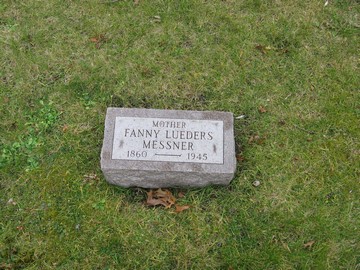 MOTHER
FANNY LUEDERS
MESSNER
1860 — 1945